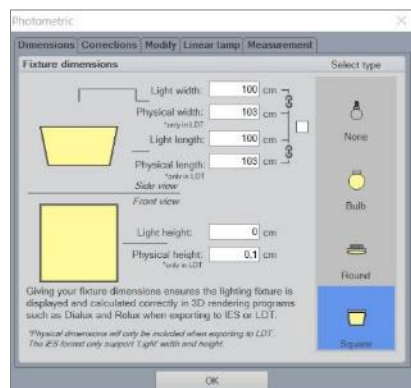 Photometric
Dimensions Corrections Modify Linear lamp Measurement
Fixture dimensions
Select type
Light width: 100 cm
Physical width: 103 cm
*only in LDT
Light length: 100 cm
Physical length: 103 cm
*only in LDT
Side view
Front view
Light height: 0 cm
Physical height: 0.1 cm
*only in LDT
None
Bulb
Round
Square
Giving your fixture dimensions ensures the lighting fixture is
displayed and calculated correctly in 3D rendering programs
such as Dialux and Relux when exporting to IES or LDT.
*Physical dimensions will only be included when exporting to LDT.
The IES format only support 'Light' width and height.
OK